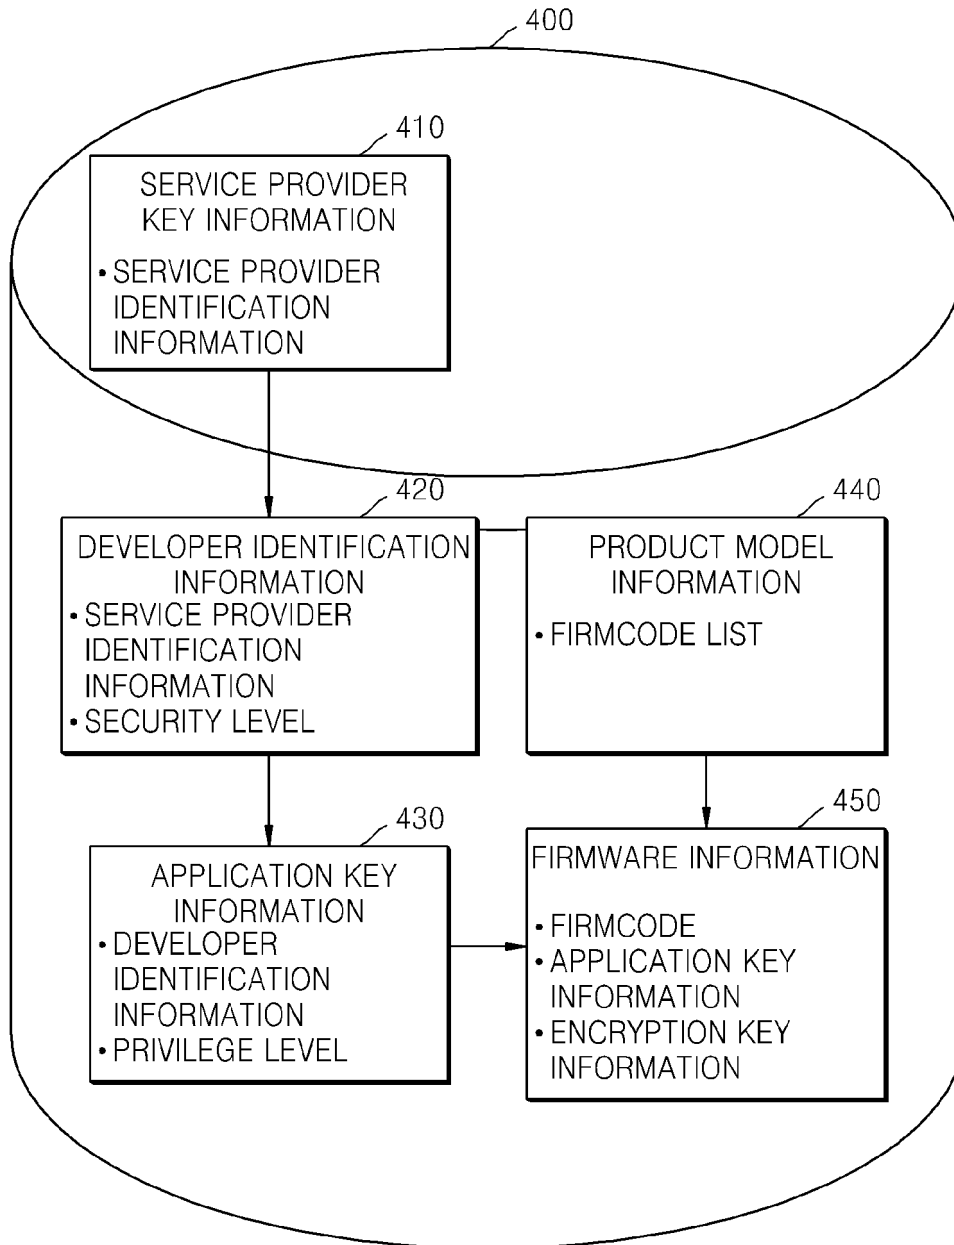 400
410
SERVICE PROVIDER
KEY INFORMATION
• SERVICE PROVIDER
IDENTIFICATION
INFORMATION
420
DEVELOPER IDENTIFICATION
INFORMATION
• SERVICE PROVIDER
IDENTIFICATION
INFORMATION
• SECURITY LEVEL
440
PRODUCT MODEL
INFORMATION
• FIRMCODE LIST
430
APPLICATION KEY
INFORMATION
• DEVELOPER
IDENTIFICATION
INFORMATION
• PRIVILEGE LEVEL
450
FIRMWARE INFORMATION
• FIRMCODE
• APPLICATION KEY
INFORMATION
• ENCRYPTION KEY
INFORMATION